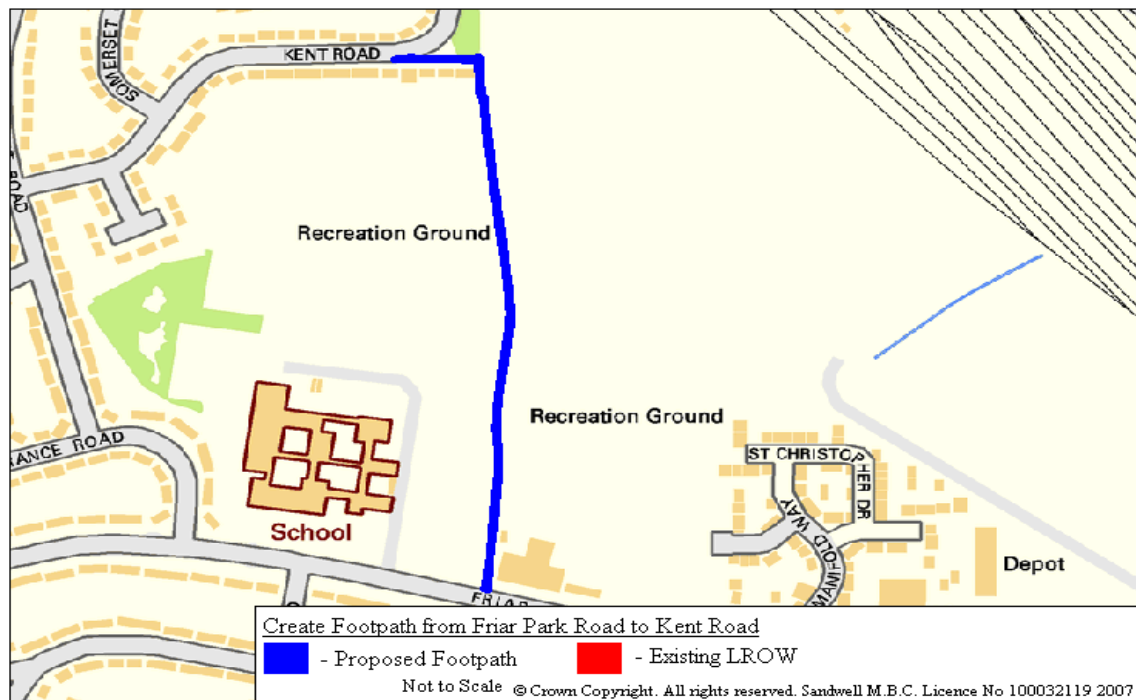 KENT ROAD
SOMERSET
ROAD
Recreation Ground
Recreation Ground
RANCE ROAD
School
ST CHRISTOPHER DR
MANIFOLD WAY
Depot
FRIAR
Create Footpath from Friar Park Road to Kent Road
- Proposed Footpath
- Existing LROW
Not to Scale © Crown Copyright. All rights reserved. Sandwell M.B.C. Licence No 100032119 2007